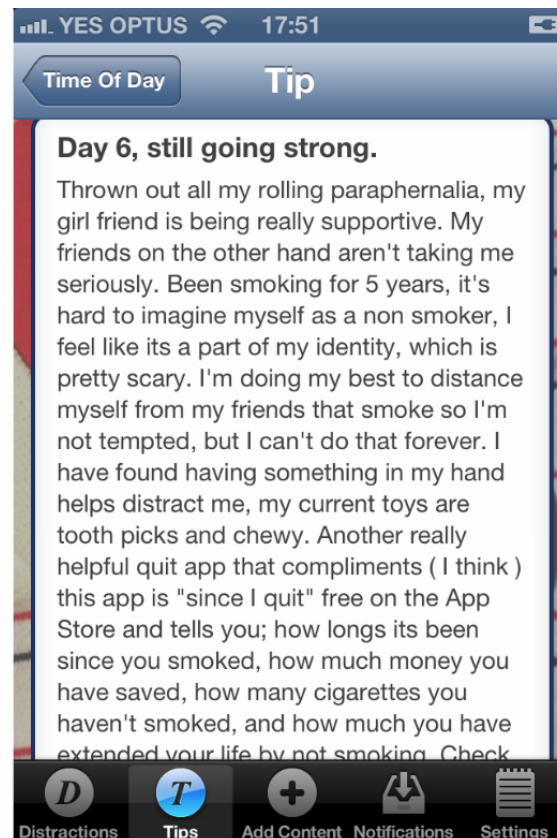 YES OPTUS 17:51
Time Of Day Tip
Day 6, still going strong.
Thrown out all my rolling paraphernalia, my
girl friend is being really supportive. My
friends on the other hand aren't taking me
seriously. Been smoking for 5 years, it's
hard to imagine myself as a non smoker, I
feel like its a part of my identity, which is
pretty scary. I'm doing my best to distance
myself from my friends that smoke so I'm
not tempted, but I can't do that forever. I
have found having something in my hand
helps distract me, my current toys are
tooth picks and chewy. Another really
helpful quit app that compliments ( I think )
this app is "since I quit" free on the App
Store and tells you; how longs its been
since you smoked, how much money you
have saved, how many cigarettes you
haven't smoked, and how much you have
extended your life by not smoking. Check
D T
Distractions Tips Add Content Notifications Settings